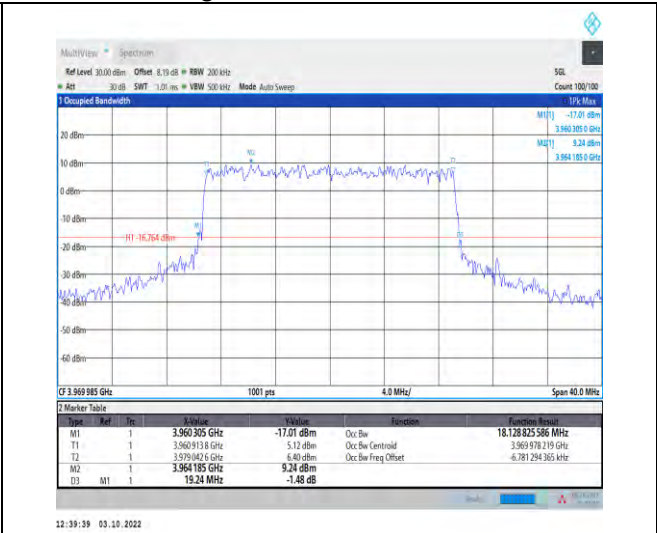 MultiView Spectrum
Ref Level 30.00 dBm Offset 8.19 dB RBW 200 kHz SGL
Att 30 dB SWT 1.01 ms VBW 500 kHz Mode Auto Sweep Count 100/100
1 Occupied Bandwidth 1Pk Max
M1[1] -17.01 dBm
3.960 305 0 GHz
M2[1] 9.24 dBm
3.964 185 0 GHz
20 dBm
M2
10 dBm
T1
0 dBm
-10 dBm
M1
H1 -16.764 dBm
D3
-20 dBm
-30 dBm
-40 dBm
-50 dBm
-60 dBm
CF 3.969 985 GHz 1001 pts 4.0 MHz/ Span 40.0 MHz
2 Marker Table
Type Ref Trc X-Value Y-Value Function Function Result
M1 1 3.960 305 GHz -17.01 dBm Occ Bw 18.128 825 586 MHz
T1 1 3.960 913 8 GHz 5.12 dBm Occ Bw Centroid 3.969 978 219 GHz
T2 1 3.979 042 6 GHz 6.40 dBm Occ Bw Freq Offset -6.781 294 365 kHz
M2 1 3.964 185 GHz 9.24 dBm
D3 M1 1 19.24 MHz -1.48 dB
12:39:39 03.10.2022